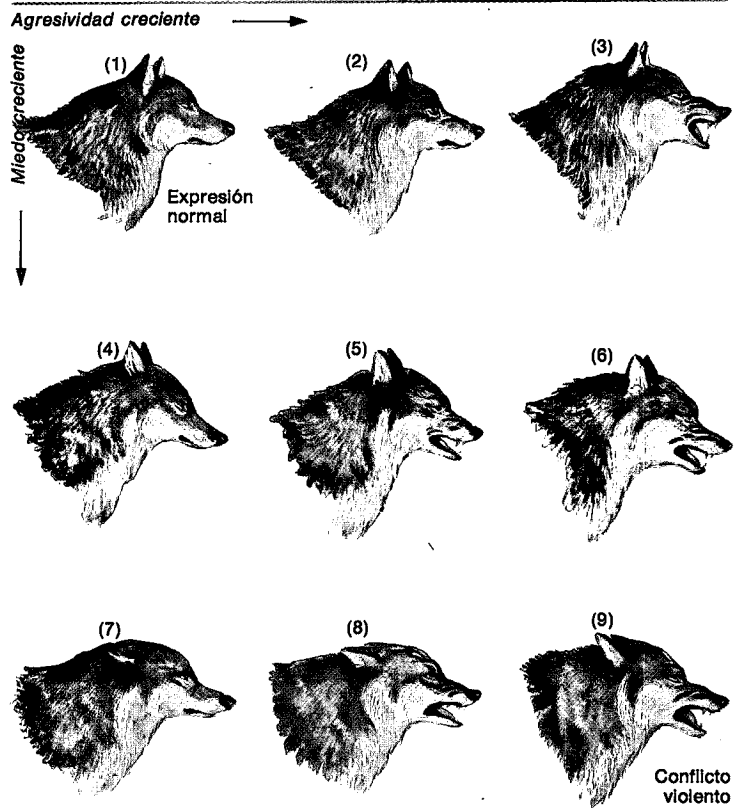 Agresividad creciente
Miedo creciente
(1)
(2)
(3)
Expresión
normal
(4)
(5)
(6)
(7)
(8)
(9)
Conflicto
violento